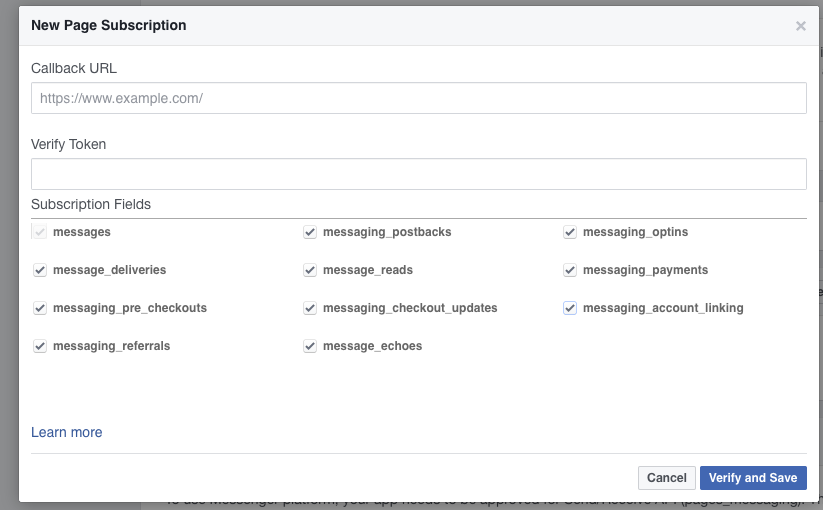 New Page Subscription
×
Callback URL
https://www.example.com/
Verify Token
Subscription Fields
messages messaging_postbacks messaging_optins
message_deliveries message_reads messaging_payments
messaging_pre_checkouts messaging_checkout_updates messaging_account_linking
messaging_referrals message_echoes
Learn more
Cancel Verify and Save